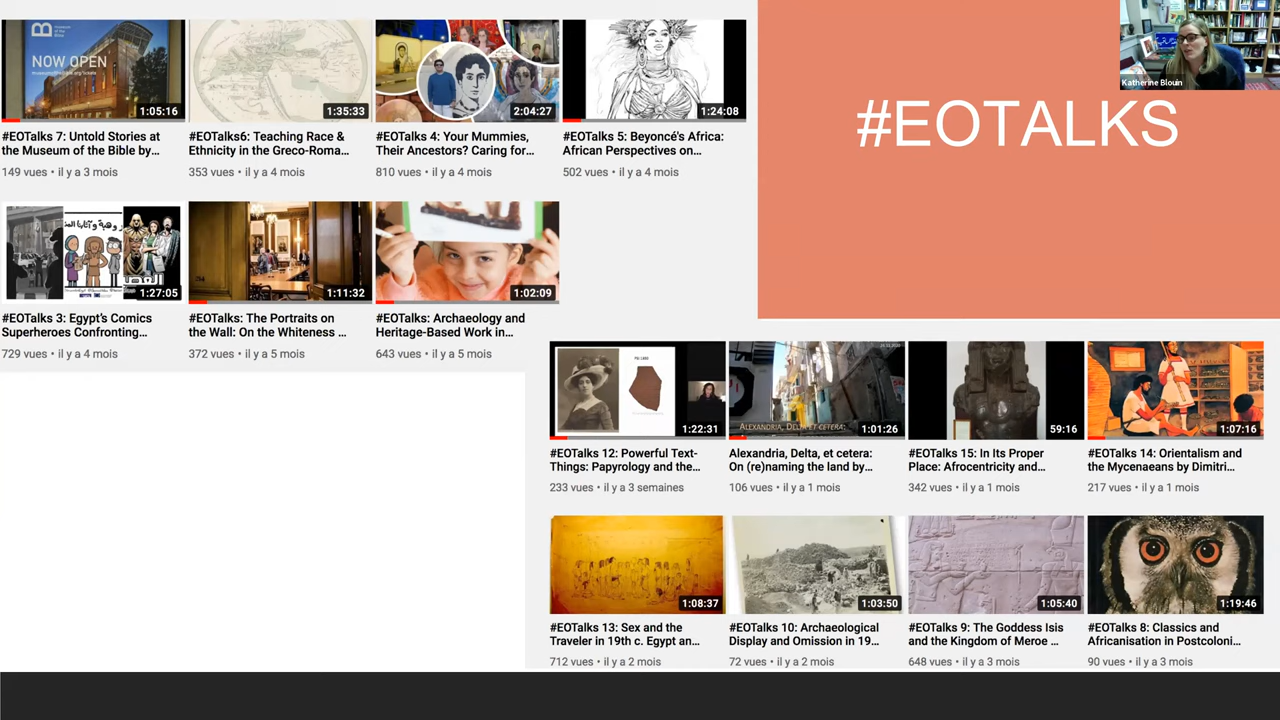 NOW OPEN
1:05:16
1:35:33
2:04:27
1:24:08
#EOTalks 7: Untold Stories at
the Museum of the Bible by...
149 vues • il y a 3 mois
#EOTalks6: Teaching Race &
Ethnicity in the Greco-Roma...
353 vues • il y a 4 mois
#EOTalks 4: Your Mummies,
Their Ancestors? Caring for...
810 vues • il y a 4 mois
#EOTalks 5: Beyoncé's Africa:
African Perspectives on...
502 vues • il y a 4 mois
Katherine Blouin
#EOTALKS
1:27:05
1:11:32
1:02:09
#EOTalks 3: Egypt's Comics
Superheroes Confronting...
729 vues • il y a 4 mois
#EOTalks: The Portraits on
the Wall: On the Whiteness ...
372 vues • il y a 5 mois
#EOTalks: Archaeology and
Heritage-Based Work in...
643 vues • il y a 5 mois
1:22:31
ALEXANDRIA, DELTA ET CETERA:
1:01:26
59:16
1:07:16
#EOTalks 12: Powerful Text-
Things: Papyrology and the...
233 vues • il y a 3 semaines
Alexandria, Delta, et cetera:
On (re)naming the land by...
106 vues • il y a 1 mois
#EOTalks 15: In Its Proper
Place: Afrocentricity and...
342 vues • il y a 1 mois
#EOTalks 14: Orientalism and
the Mycenaeans by Dimitri...
217 vues • il y a 1 mois
1:08:37
1:03:50
1:05:40
1:19:46
#EOTalks 13: Sex and the
Traveler in 19th c. Egypt an...
712 vues • il y a 2 mois
#EOTalks 10: Archaeological
Display and Omission in 19...
72 vues • il y a 2 mois
#EOTalks 9: The Goddess Isis
and the Kingdom of Meroe ...
648 vues • il y a 3 mois
#EOTalks 8: Classics and
Africanisation in Postcoloni...
90 vues • il y a 3 mois